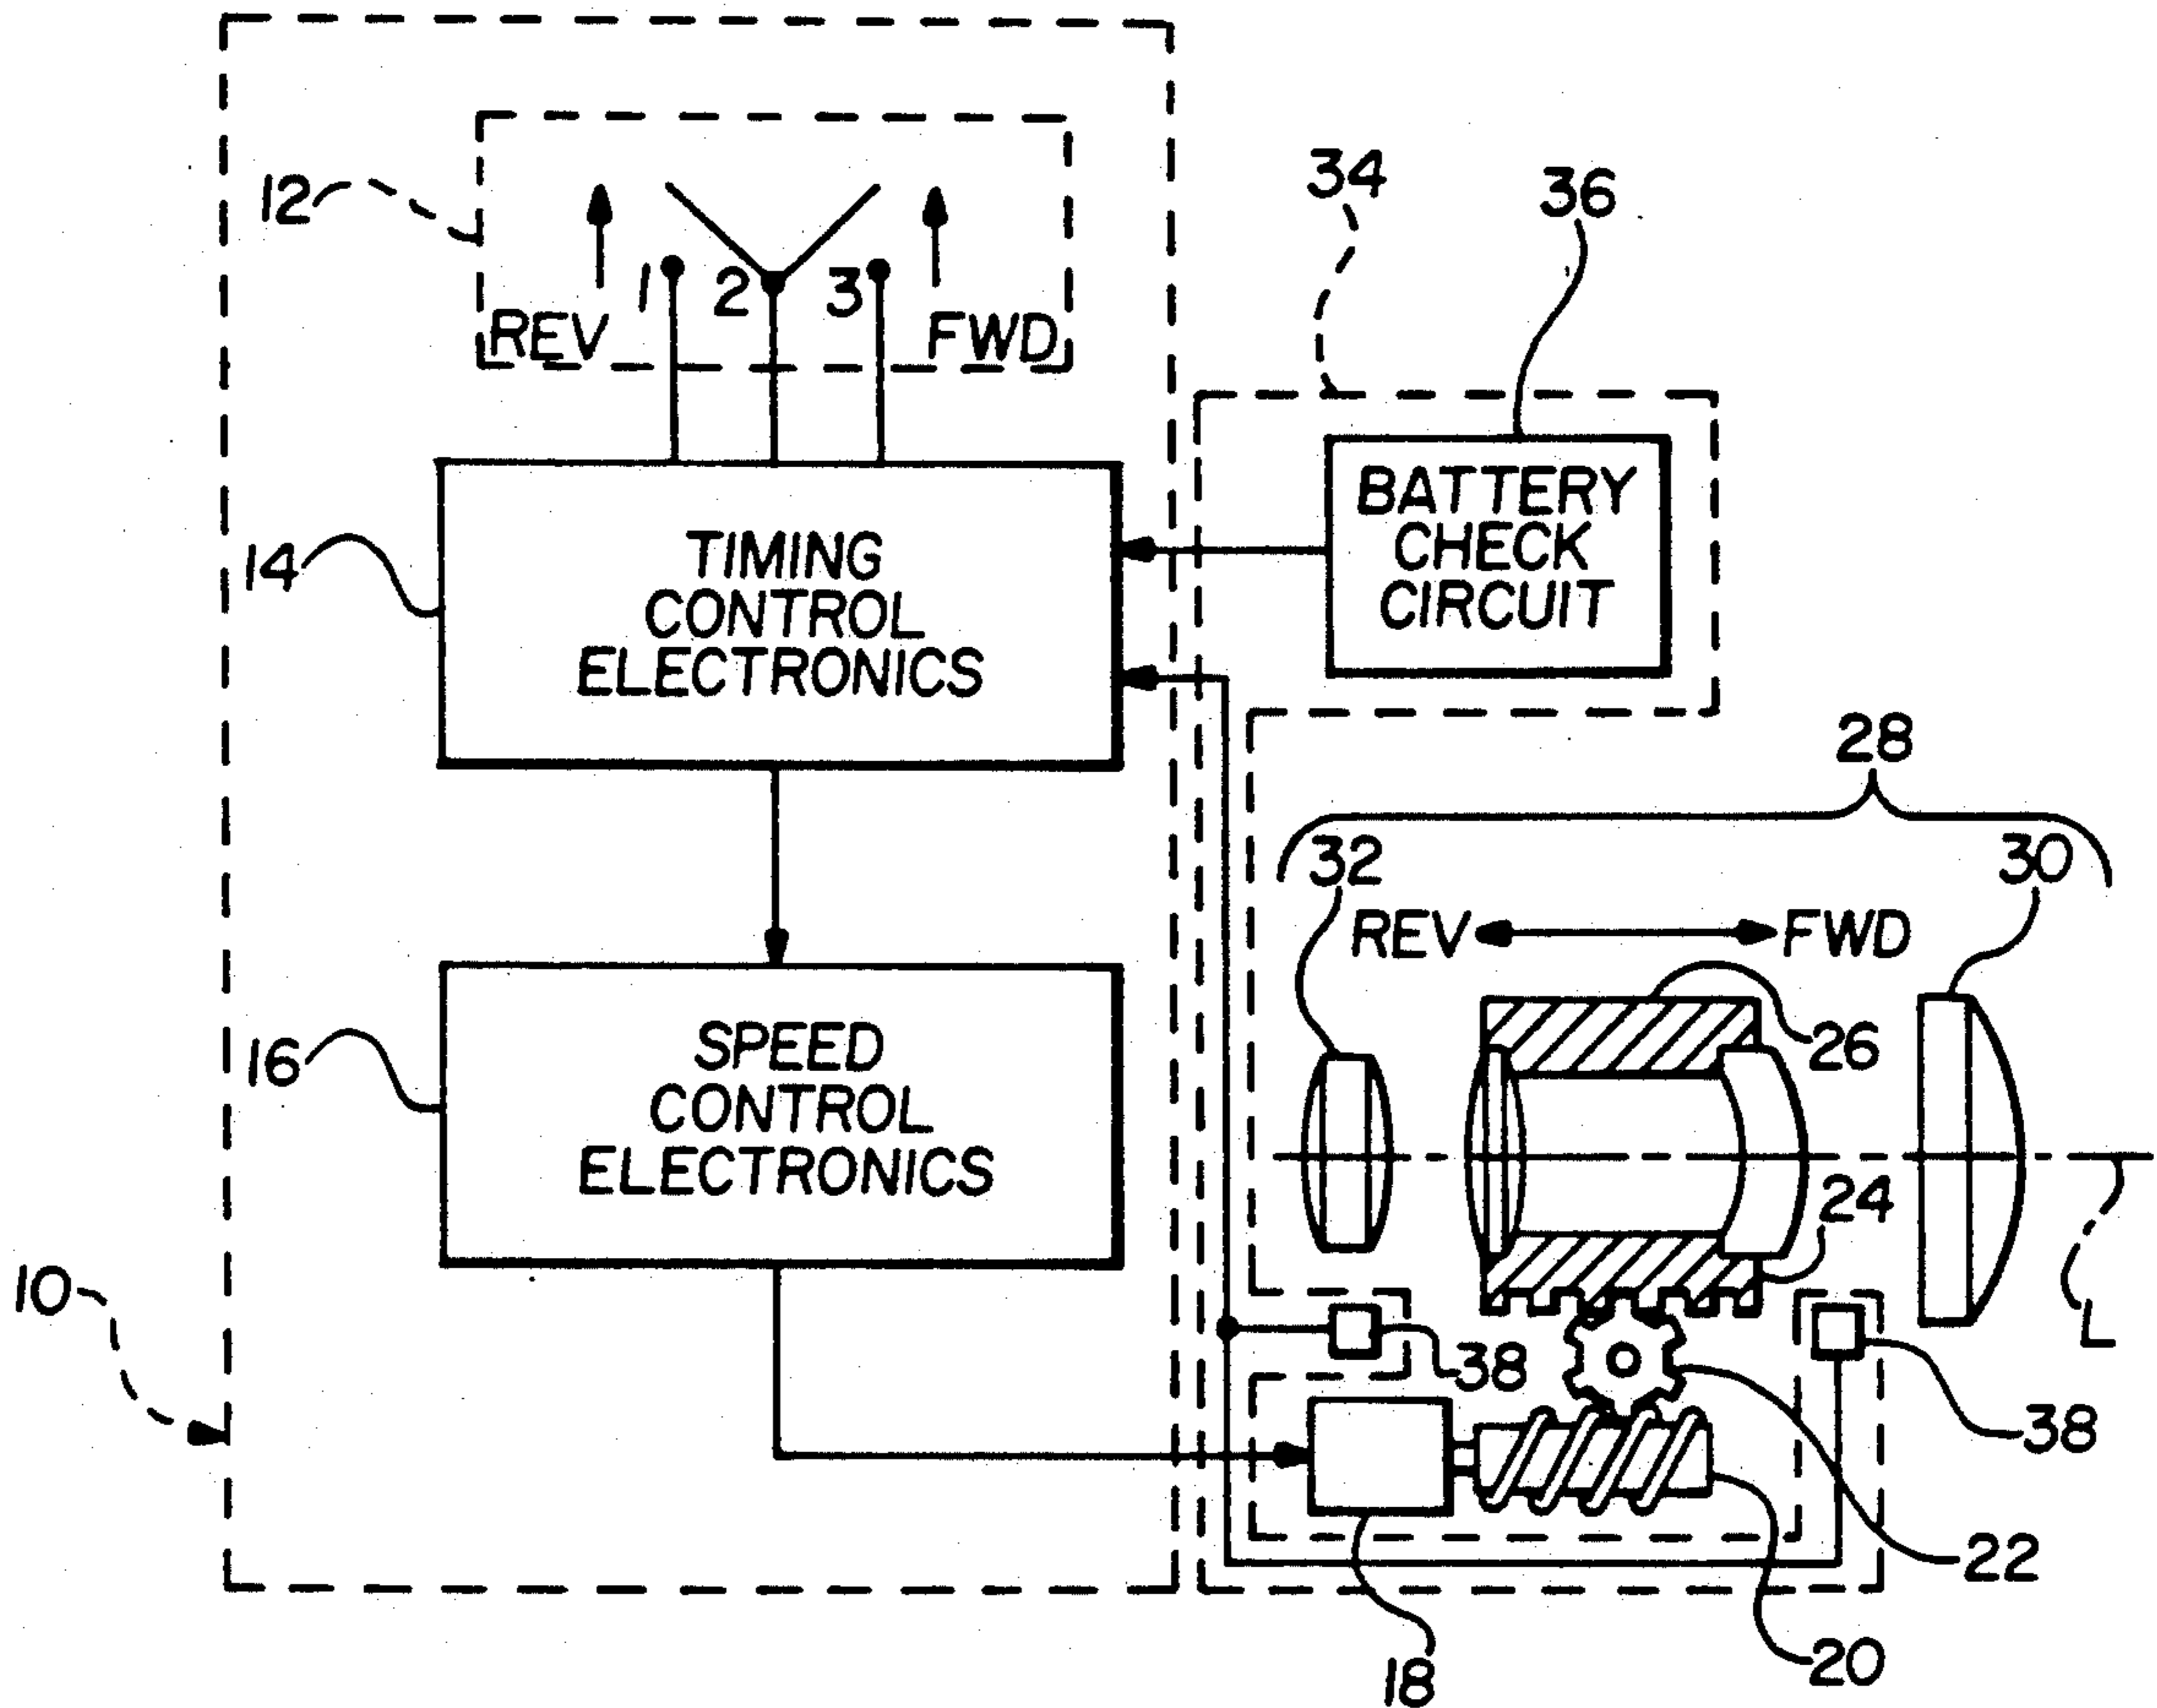 12
1
2
3
REV
FWD
34
36
BATTERY
CHECK
CIRCUIT
14
TIMING
CONTROL
ELECTRONICS
28
32
30
REV
FWD
26
16
SPEED
CONTROL
ELECTRONICS
24
10
L
38
38
22
20
18